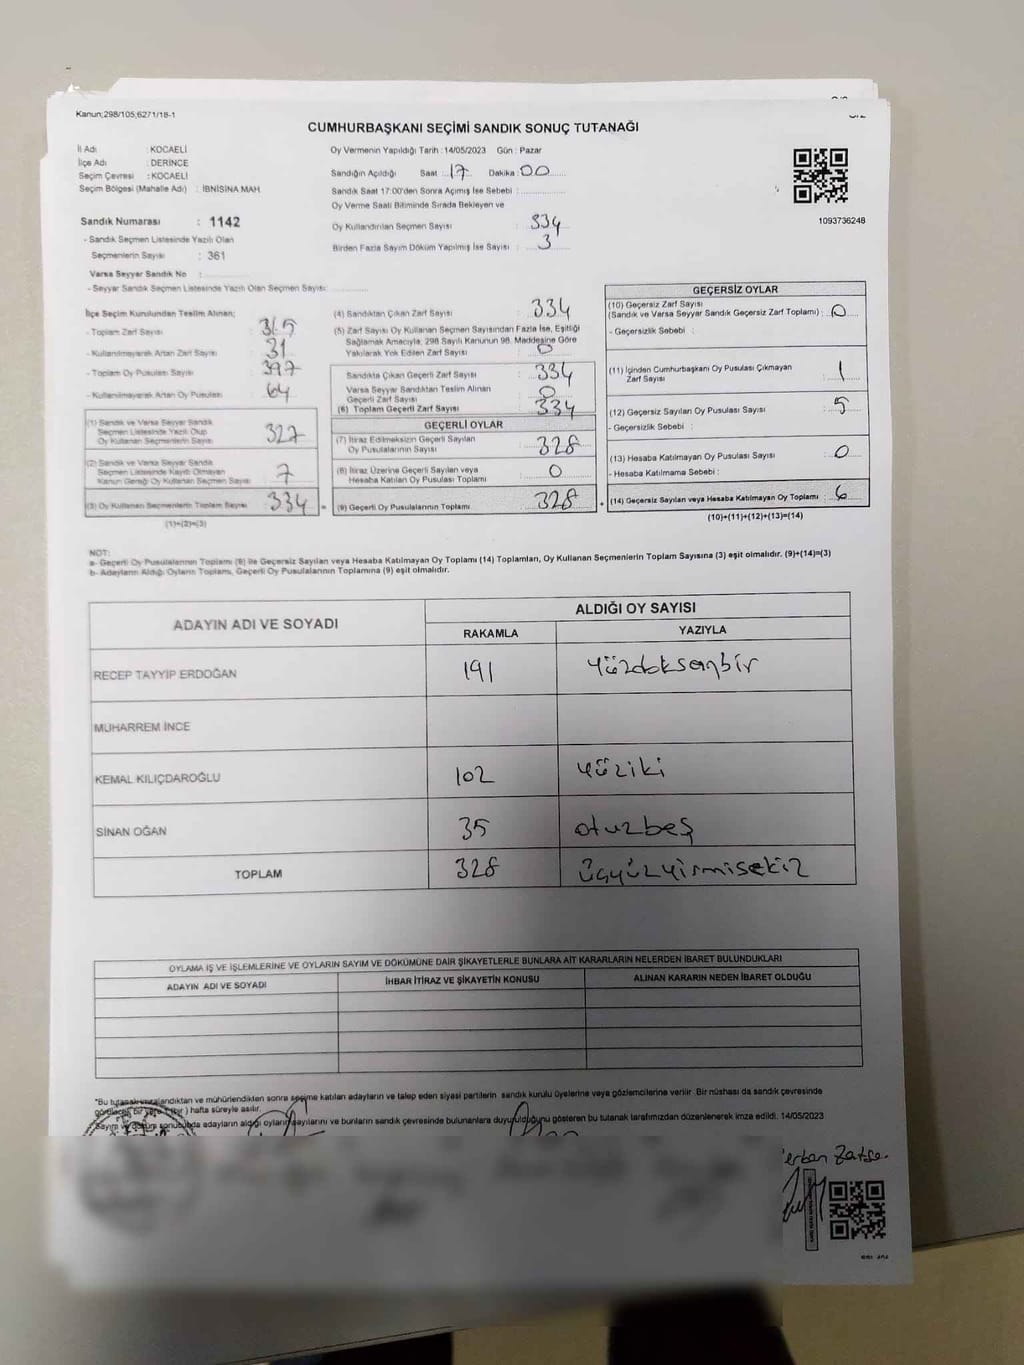 Kanun;298/105;6271/18-1
CUMHURBAŞKANI SEÇİMİ SANDIK SONUÇ TUTANAĞI
İl Adı : KOCAELİ
İlçe Adı : DERİNCE
Seçim Çevresi : KOCAELİ
Seçim Bölgesi (Mahalle Adı) : İBNİSİNA MAH.
Sandık Numarası : 1142
- Sandık Seçmen Listesinde Yazılı Olan
Seçmenlerin Sayısı : 361
Varsa Seyyar Sandık No :
- Seyyar Sandık Seçmen Listesinde Yazılı Olan Seçmen Sayısı:
Oy Vermenin Yapıldığı Tarih : 14/05/2023 Gün : Pazar
Sandığın Açıldığı Saat 17 Dakika : 00
Sandık Saat 17:00'den Sonra Açımış İse Sebebi :
Oy Verme Saati Bitiminde Sırada Bekleyen ve
Oy Kullandırılan Seçmen Sayısı : 334
Birden Fazla Sayım Döküm Yapılmış İse Sayısı : 3
1093736248
İlçe Seçim Kurulundan Teslim Alınan;
- Toplam Zarf Sayısı : 365
- Kullanılmayarak Artan Zarf Sayısı : 31
- Toplam Oy Pusulası Sayısı : 397
- Kullanılmayarak Artan Oy Pusulası : 64
(1) Sandık ve Varsa Seyyar Sandık
Seçmen Listesinde Yazılı Olup
Oy Kullanan Seçmenlerin Sayısı : 327
(2) Sandık ve Varsa Seyyar Sandık
Seçmen Listesinde Kayıtlı Olmayan
Kanun Gereği Oy Kullanan Seçmen Sayısı : 7
(3) Oy Kullanan Seçmenlerin Toplam Sayısı : 334
(1)+(2)=(3)
(4) Sandıktan Çıkan Zarf Sayısı : 334
(5) Zarf Sayısı Oy Kullanan Seçmen Sayısından Fazla İse, Eşitliği
Sağlamak Amacıyla, 298 Sayılı Kanunun 98. Maddesine Göre
Yakılarak Yok Edilen Zarf Sayısı : 0
Sandıkta Çıkan Geçerli Zarf Sayısı : 334
Varsa Seyyar Sandıktan Teslim Alınan
Geçerli Zarf Sayısı : 0
(6) Toplam Geçerli Zarf Sayısı : 334
GEÇERLİ OYLAR
(7) İtiraz Edilmeksizin Geçerli Sayılan
Oy Pusulalarının Sayısı : 328
(8) İtiraz Üzerine Geçerli Sayılan veya
Hesaba Katılan Oy Pusulası Toplamı : 0
= (9) Geçerli Oy Pusulalarının Toplamı : 328
GEÇERSİZ OYLAR
(10) Geçersiz Zarf Sayısı
(Sandık ve Varsa Seyyar Sandık Geçersiz Zarf Toplamı) : 0
- Geçersizlik Sebebi :
(11) İçinden Cumhurbaşkanı Oy Pusulası Çıkmayan
Zarf Sayısı : 1
(12) Geçersiz Sayılan Oy Pusulası Sayısı : 5
- Geçersizlik Sebebi :
(13) Hesaba Katılmayan Oy Pusulası Sayısı : 0
- Hesaba Katılmama Sebebi :
+ (14) Geçersiz Sayılan veya Hesaba Katılmayan Oy Toplamı : 6
(10)+(11)+(12)+(13)=(14)
NOT:
a- Geçerli Oy Pusulalarının Toplamı (9) ile Geçersiz Sayılan veya Hesaba Katılmayan Oy Toplamı (14) Toplamları, Oy Kullanan Seçmenlerin Toplam Sayısına (3) eşit olmalıdır. (9)+(14)=(3)
b- Adayların Aldığı Oyların Toplamı, Geçerli Oy Pusulalarının Toplamına (9) eşit olmalıdır.
ADAYIN ADI VE SOYADI
ALDIĞI OY SAYISI
RAKAMLA YAZIYLA
RECEP TAYYİP ERDOĞAN 191 yüzdoksanbir
MUHARREM İNCE
KEMAL KILIÇDAROĞLU 102 yüziki
SİNAN OĞAN 35 otuzbeş
TOPLAM 328 üçyüzyirmisekiz
OYLAMA İŞ VE İŞLEMLERİNE VE OYLARIN SAYIM VE DÖKÜMÜNE DAİR ŞİKAYETLERLE BUNLARA AİT KARARLARIN NELERDEN İBARET BULUNDUKLARI
ADAYIN ADI VE SOYADI İHBAR İTİRAZ VE ŞİKAYETİN KONUSU ALINAN KARARIN NEDEN İBARET OLDUĞU
*Bu tutanak imzalandıktan ve mühürlendikten sonra seçime katılan adayların ve talep eden siyasi partilerin sandık kurulu üyelerine veya gözlemcilerine verilir. Bir nüshası da sandık çevresinde
görülecek bir yere 1 (bir) hafta süreyle asılır.
Sayım ve döküm sonucunda adayların aldığı oyların sayılarını ve bunların sandık çevresinde bulunanlara duyurulduğunu gösteren bu tutanak tarafımızdan düzenlenerek imza edildi. 14/05/2023